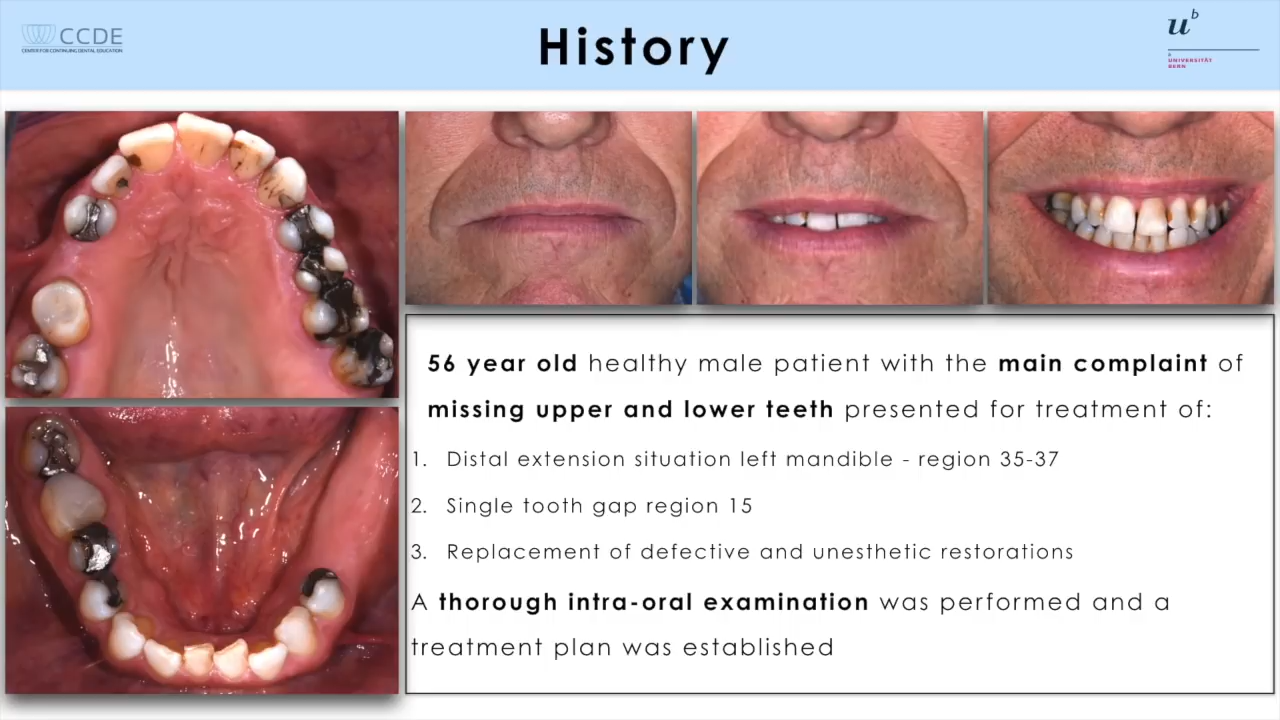 CCDE
CENTER FOR CONTINUING DENTAL EDUCATION
History
u
b
b
UNIVERSITÄT
BERN
56 year old healthy male patient with the main complaint of
missing upper and lower teeth presented for treatment of:
1. Distal extension situation left mandible - region 35-37
2. Single tooth gap region 15
3. Replacement of defective and unesthetic restorations
A thorough intra-oral examination was performed and a
treatment plan was established